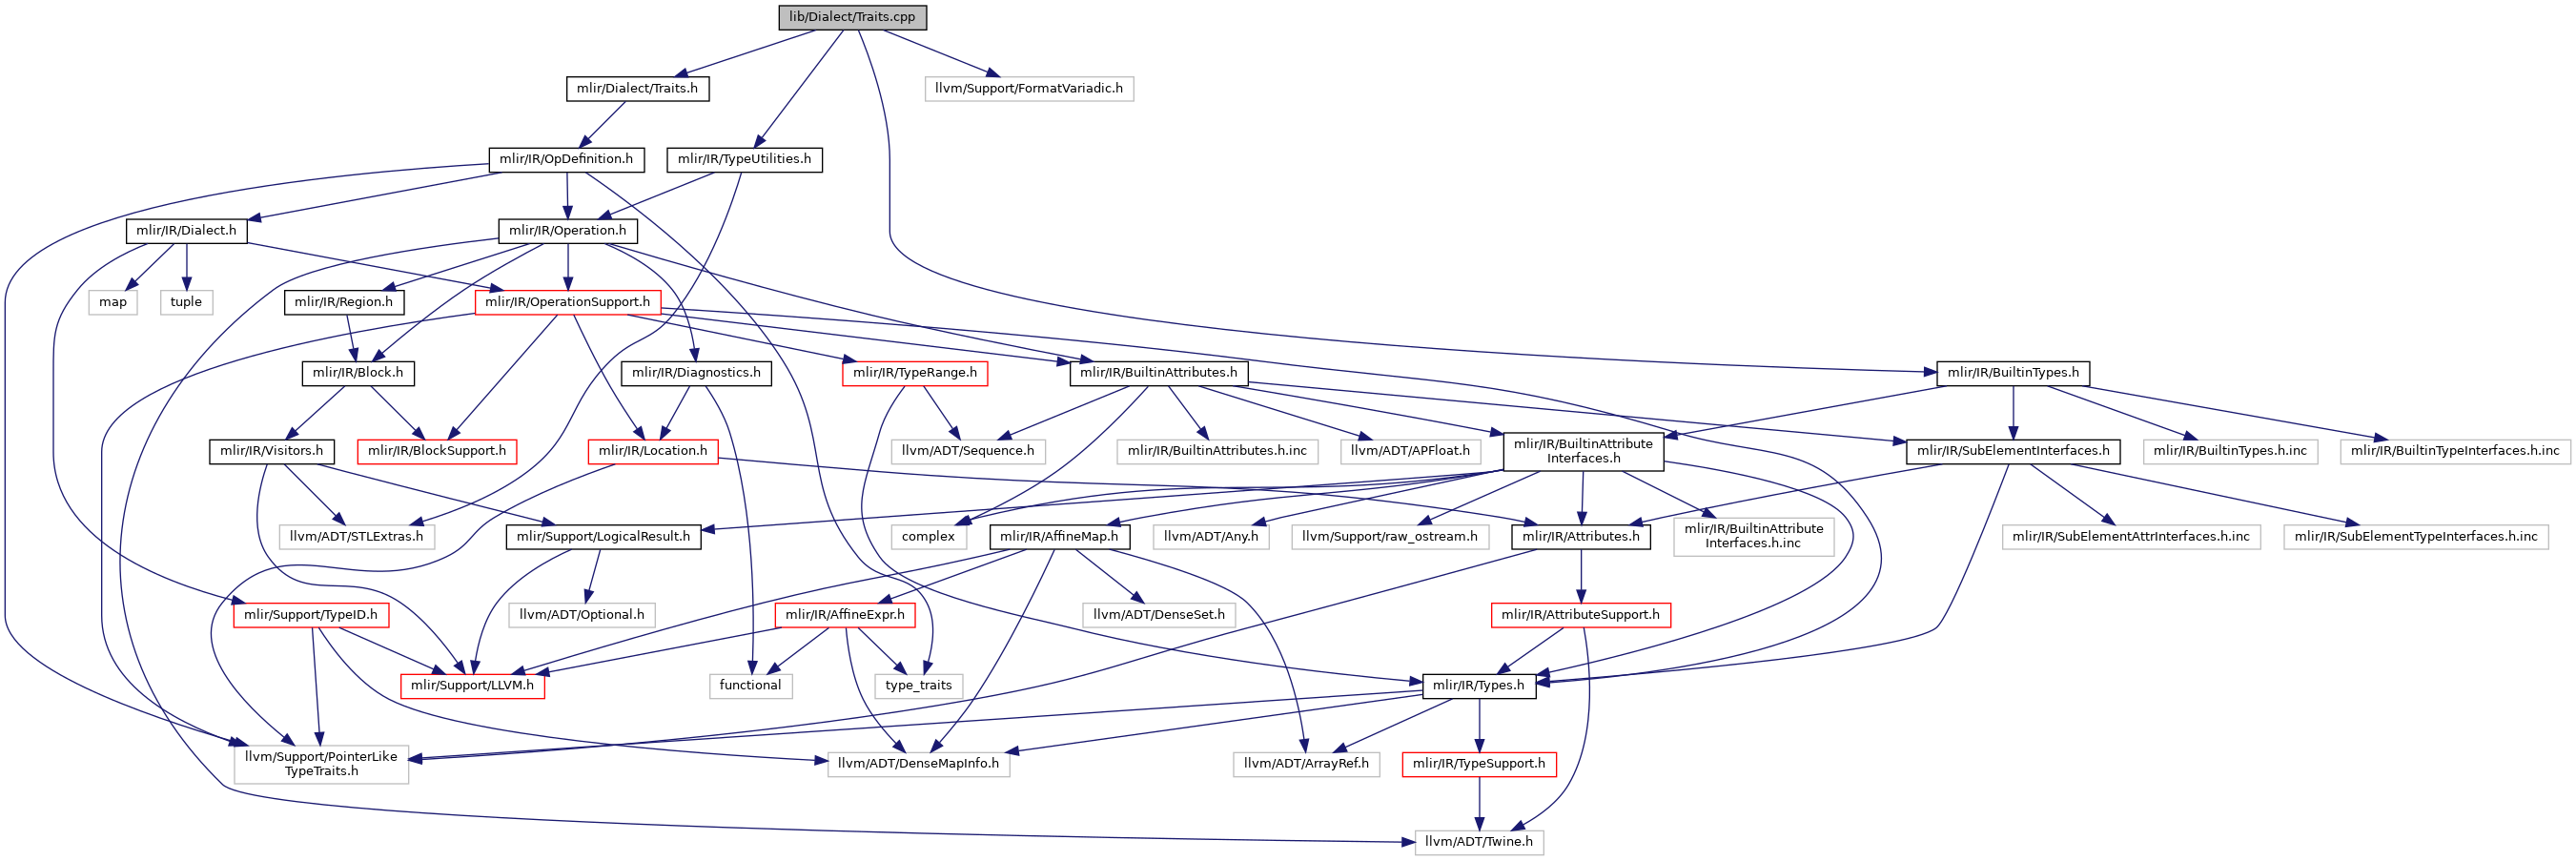 lib/Dialect/Traits.cpp
mlir/Dialect/Traits.h
llvm/Support/FormatVariadic.h
mlir/IR/OpDefinition.h
mlir/IR/TypeUtilities.h
mlir/IR/Dialect.h
mlir/IR/Operation.h
map
tuple
mlir/IR/Region.h
mlir/IR/OperationSupport.h
mlir/IR/Block.h
mlir/IR/Diagnostics.h
mlir/IR/TypeRange.h
mlir/IR/BuiltinAttributes.h
mlir/IR/BuiltinTypes.h
mlir/IR/Visitors.h
mlir/IR/BlockSupport.h
mlir/IR/Location.h
llvm/ADT/Sequence.h
mlir/IR/BuiltinAttributes.h.inc
llvm/ADT/APFloat.h
mlir/IR/BuiltinAttribute
Interfaces.h
mlir/IR/SubElementInterfaces.h
mlir/IR/BuiltinTypes.h.inc
mlir/IR/BuiltinTypeInterfaces.h.inc
llvm/ADT/STLExtras.h
mlir/Support/LogicalResult.h
complex
mlir/IR/AffineMap.h
llvm/ADT/Any.h
llvm/Support/raw_ostream.h
mlir/IR/Attributes.h
mlir/IR/BuiltinAttribute
Interfaces.h.inc
mlir/IR/SubElementAttrInterfaces.h.inc
mlir/IR/SubElementTypeInterfaces.h.inc
mlir/Support/TypeID.h
llvm/ADT/Optional.h
mlir/IR/AffineExpr.h
llvm/ADT/DenseSet.h
mlir/IR/AttributeSupport.h
mlir/Support/LLVM.h
functional
type_traits
mlir/IR/Types.h
llvm/Support/PointerLike
TypeTraits.h
llvm/ADT/DenseMapInfo.h
llvm/ADT/ArrayRef.h
mlir/IR/TypeSupport.h
llvm/ADT/Twine.h